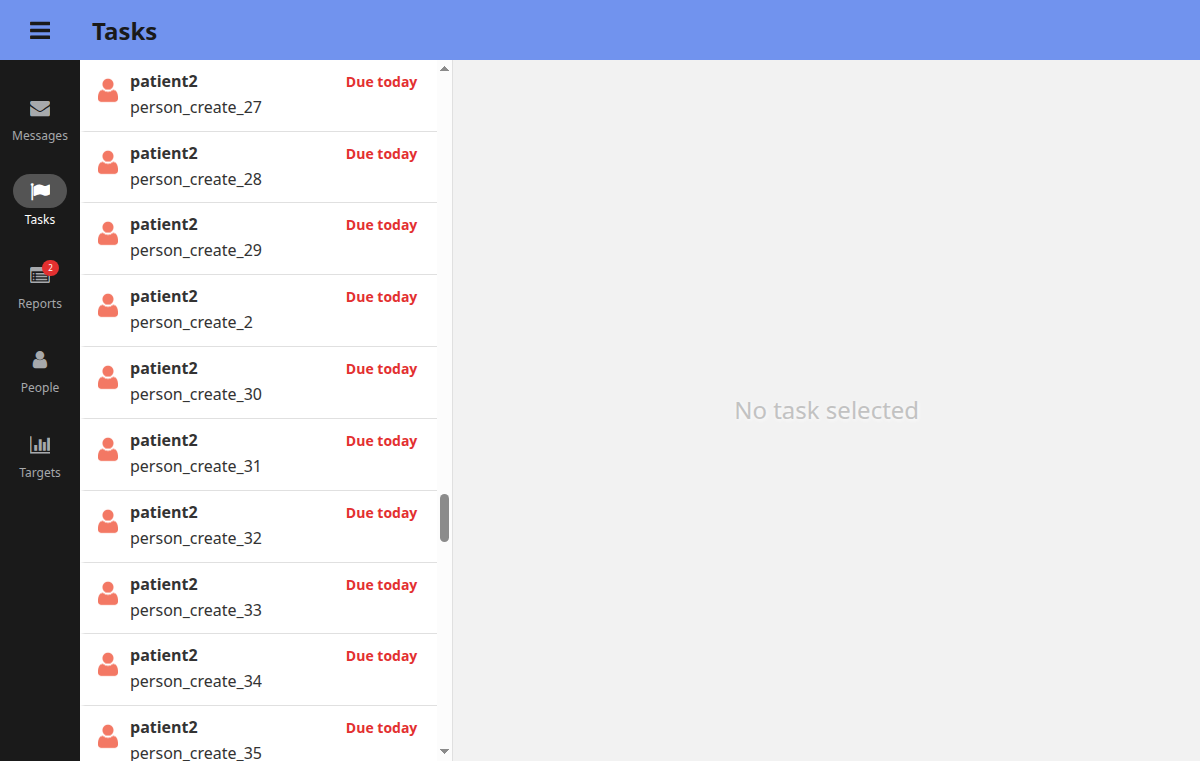 Tasks
Messages
Tasks
2
Reports
People
Targets
patient2 Due today
person_create_27
patient2 Due today
person_create_28
patient2 Due today
person_create_29
patient2 Due today
person_create_2
patient2 Due today
person_create_30
patient2 Due today
person_create_31
patient2 Due today
person_create_32
patient2 Due today
person_create_33
patient2 Due today
person_create_34
patient2 Due today
person_create_35
No task selected